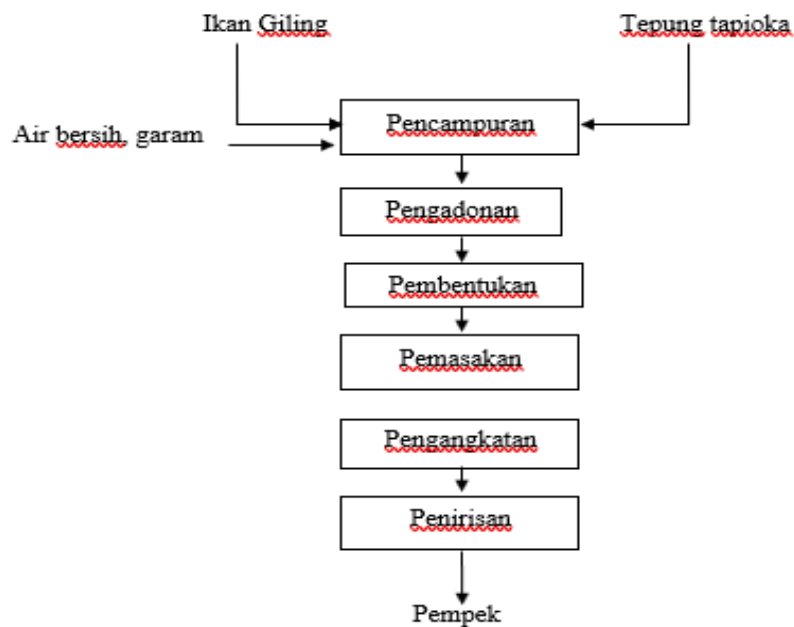 Ikan Giling
Tepung tapioka
Air bersih, garam
Pencampuran
Pengadonan
Pembentukan
Pemasakan
Pengangkatan
Penirisan
Pempek